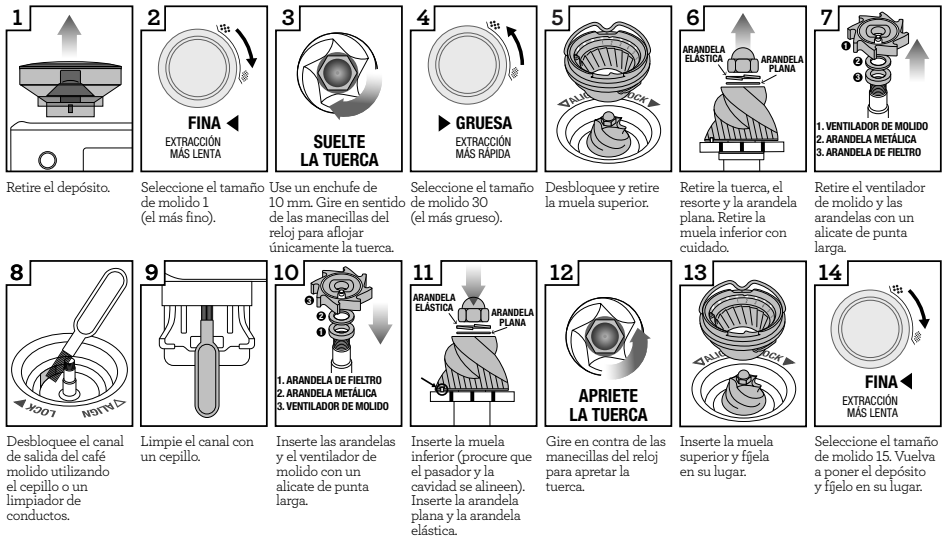 1
Retire el depósito.
2
FINA ◀
EXTRACCIÓN
MÁS LENTA
Seleccione el tamaño
de molido 1
(el más fino).
3
SUELTE
LA TUERCA
Use un enchufe de
10 mm. Gire en sentido
de las manecillas del
reloj para aflojar
únicamente la tuerca.
4
▶ GRUESA
EXTRACCIÓN
MÁS RÁPIDA
Seleccione el tamaño
de molido 30
(el más grueso).
5
ALIGN LOCK
Desbloquee y retire
la muela superior.
6
ARANDELA
ELÁSTICA
ARANDELA
PLANA
Retire la tuerca, el
resorte y la arandela
plana. Retire la
muela inferior con
cuidado.
7
1
2
3
1. VENTILADOR DE MOLIDO
2. ARANDELA METÁLICA
3. ARANDELA DE FIELTRO
Retire el ventilador
de molido y las
arandelas con un
alicate de punta
larga.
8
LOCK ALIGN
Desbloquee el canal
de salida del café
molido utilizando
el cepillo o un
limpiador de
conductos.
9
Limpie el canal con
un cepillo.
10
3
2
1
1. ARANDELA DE FIELTRO
2. ARANDELA METÁLICA
3. VENTILADOR DE MOLIDO
Inserte las arandelas
y el ventilador de
molido con un
alicate de punta
larga.
11
ARANDELA
ELÁSTICA
ARANDELA
PLANA
Inserte la muela
inferior (procure que
el pasador y la
cavidad se alineen).
Inserte la arandela
plana y la arandela
elástica.
12
APRIETE
LA TUERCA
Gire en contra de las
manecillas del reloj
para apretar la
tuerca.
13
ALIGN LOCK
Inserte la muela
superior y fíjela
en su lugar.
14
FINA ◀
EXTRACCIÓN
MÁS LENTA
Seleccione el tamaño
de molido 15. Vuelva
a poner el depósito
y fíjelo en su lugar.